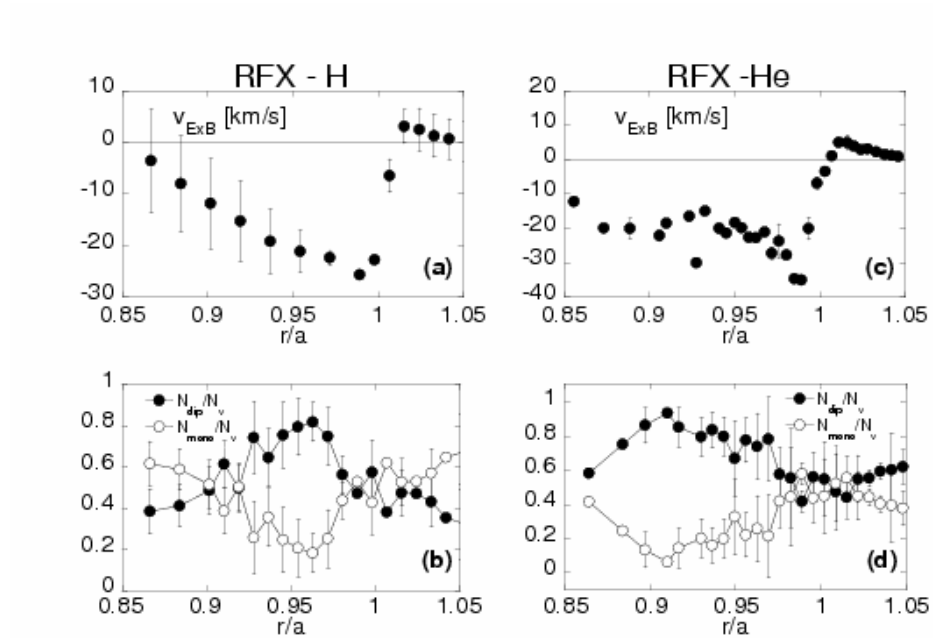 RFX - H
RFX -He
v_ExB [km/s]
10
0
-10
-20
-30
(a)
0.85
0.9
0.95
1
1.05
r/a
v_ExB [km/s]
20
10
0
-10
-20
-30
-40
(c)
0.85
0.9
0.95
1
1.05
r/a
N_dip/N_v
N_mono/N_v
1
0.8
0.6
0.4
0.2
0
(b)
0.85
0.9
0.95
1
1.05
r/a
N_dip/N_v
N_mono/N_v
1
0.8
0.6
0.4
0.2
0
(d)
0.85
0.9
0.95
1
1.05
r/a